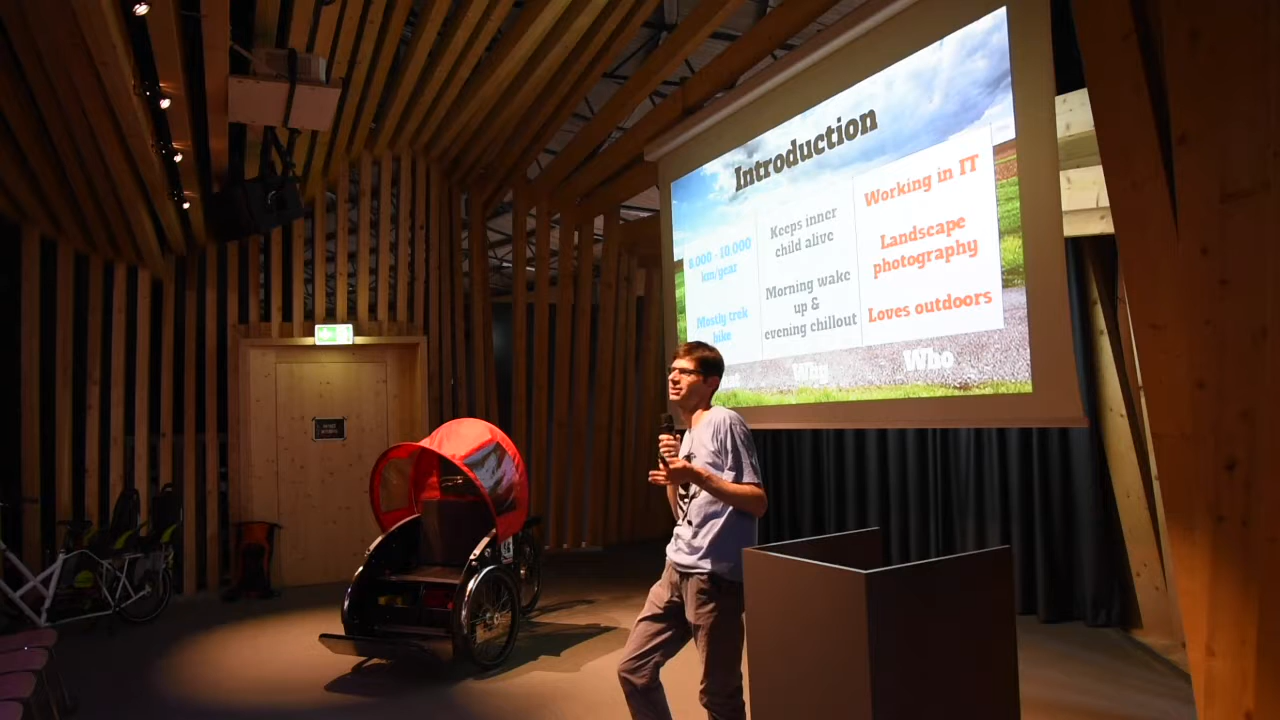 Introduction
8.000 - 10.000
km/year
Mostly trek
bike
Keeps inner
child alive
Morning wake
up &
evening chillout
Why
Working in IT
Landscape
photography
Loves outdoors
Who